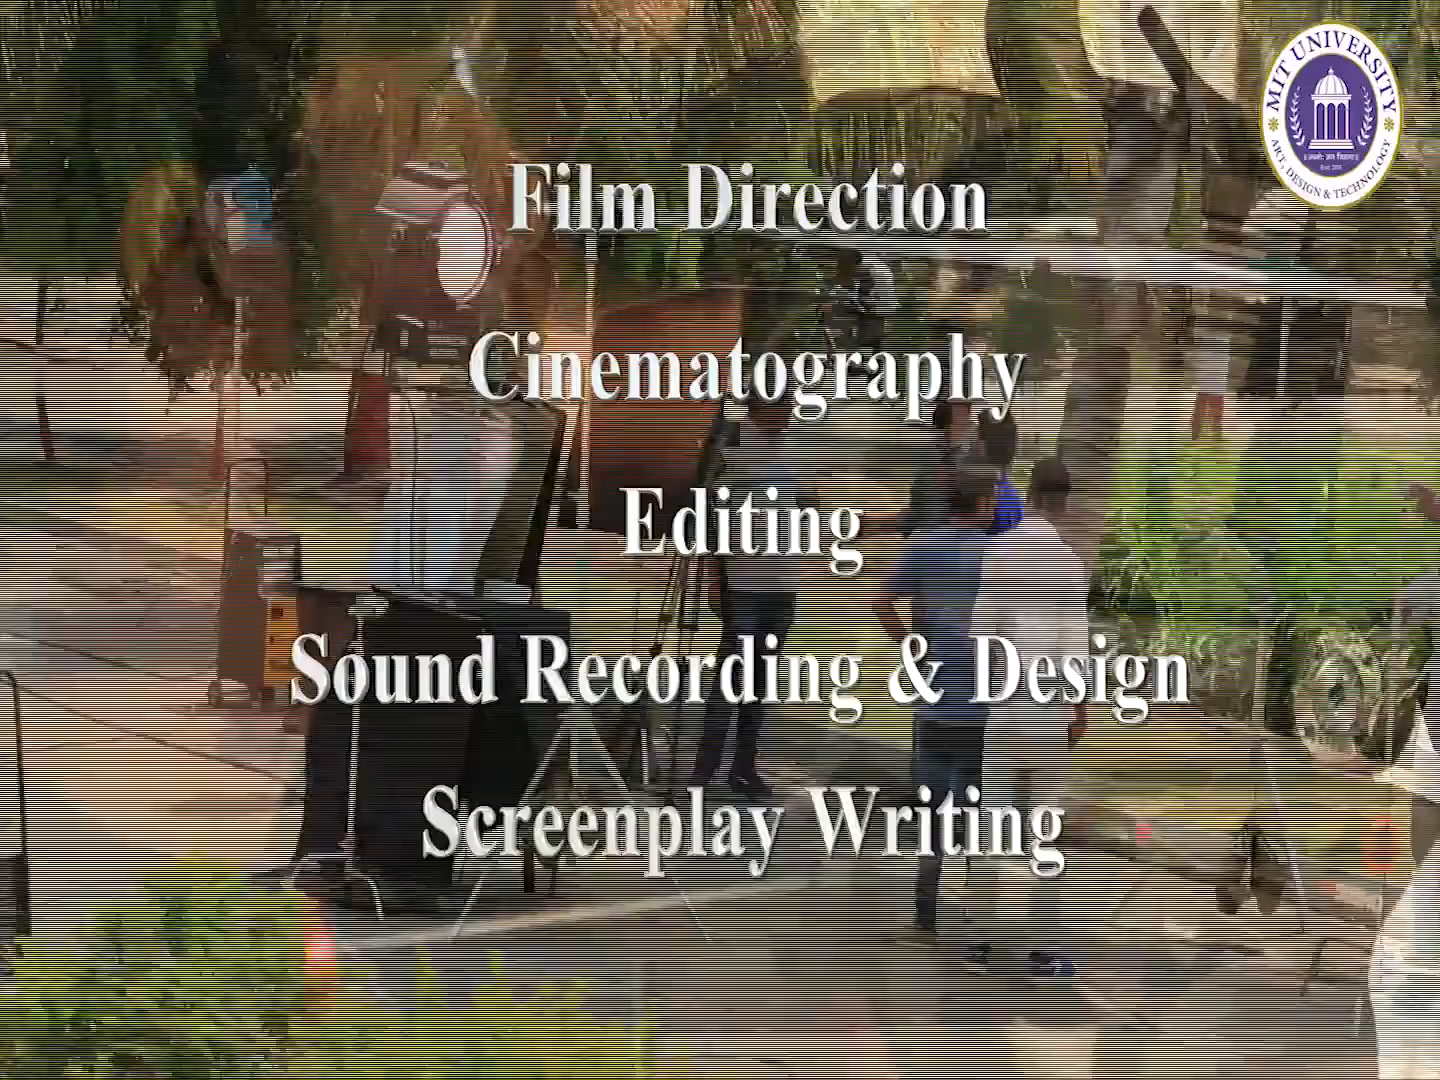 MIT UNIVERSITY
ART, DESIGN & TECHNOLOGY
Film Direction
Cinematography
Editing
Sound Recording & Design
Screenplay Writing